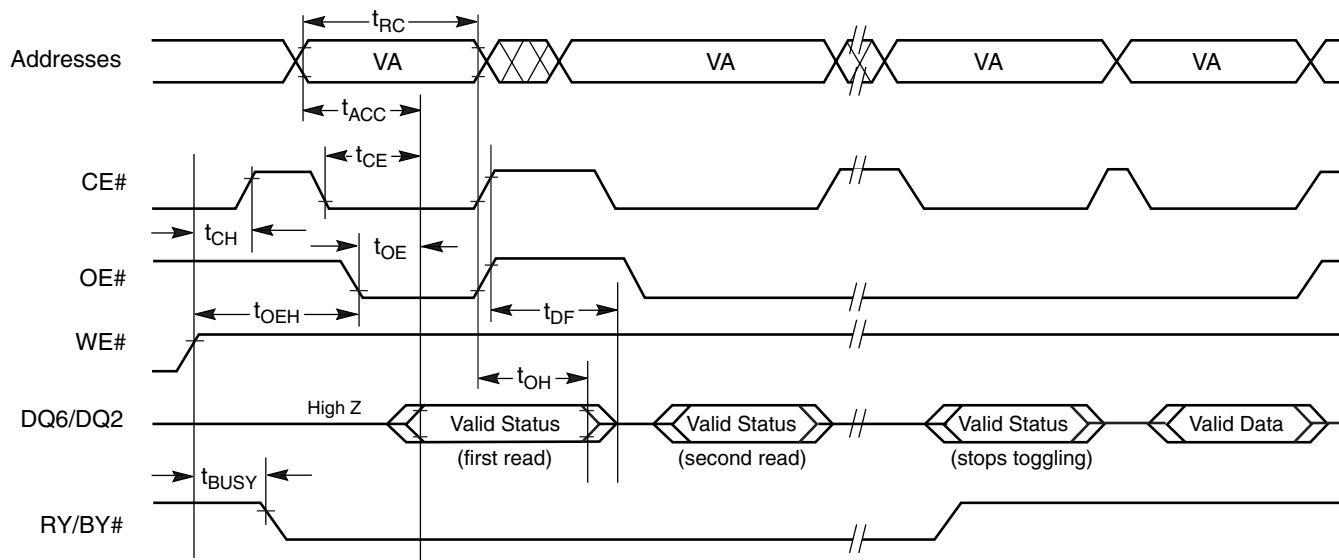 tRC
Addresses VA VA VA VA
tACC
tCE
CE#
tCH tOE
OE#
tOEH tDF
WE#
tOH
High Z
DQ6/DQ2 Valid Status Valid Status Valid Status Valid Data
(first read) (second read) (stops toggling)
tBUSY
RY/BY#